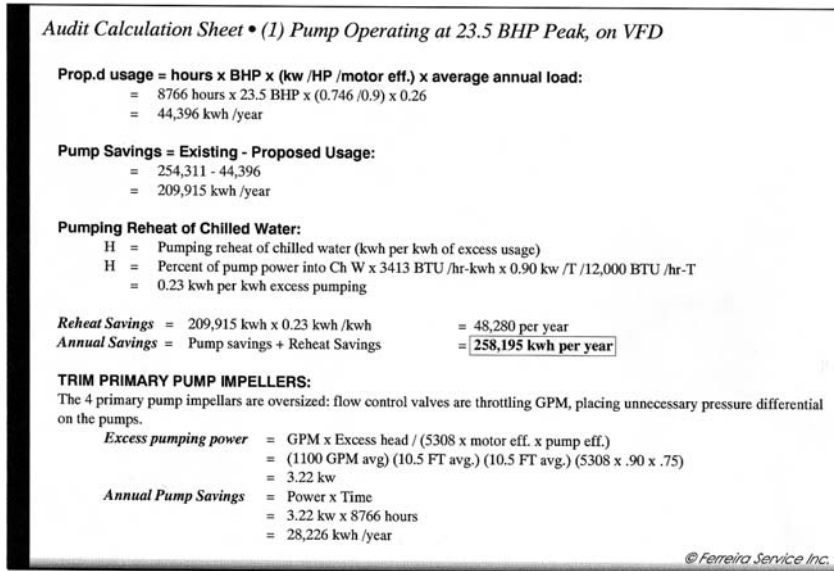 Audit Calculation Sheet • (1) Pump Operating at 23.5 BHP Peak, on VFD
Prop.d usage = hours x BHP x (kw /HP /motor eff.) x average annual load:
= 8766 hours x 23.5 BHP x (0.746 /0.9) x 0.26
= 44,396 kwh /year
Pump Savings = Existing - Proposed Usage:
= 254,311 - 44,396
= 209,915 kwh /year
Pumping Reheat of Chilled Water:
H = Pumping reheat of chilled water (kwh per kwh of excess usage)
H = Percent of pump power into Ch W x 3413 BTU /hr-kwh x 0.90 kw /T /12,000 BTU /hr-T
= 0.23 kwh per kwh excess pumping
Reheat Savings = 209,915 kwh x 0.23 kwh /kwh = 48,280 per year
Annual Savings = Pump savings + Reheat Savings = 258,195 kwh per year
TRIM PRIMARY PUMP IMPELLERS:
The 4 primary pump impellars are oversized: flow control valves are throttling GPM, placing unnecessary pressure differential
on the pumps.
Excess pumping power = GPM x Excess head / (5308 x motor eff. x pump eff.)
= (1100 GPM avg) (10.5 FT avg.) (10.5 FT avg.) (5308 x .90 x .75)
= 3.22 kw
Annual Pump Savings = Power x Time
= 3.22 kw x 8766 hours
= 28,226 kwh /year
© Ferreira Service Inc.